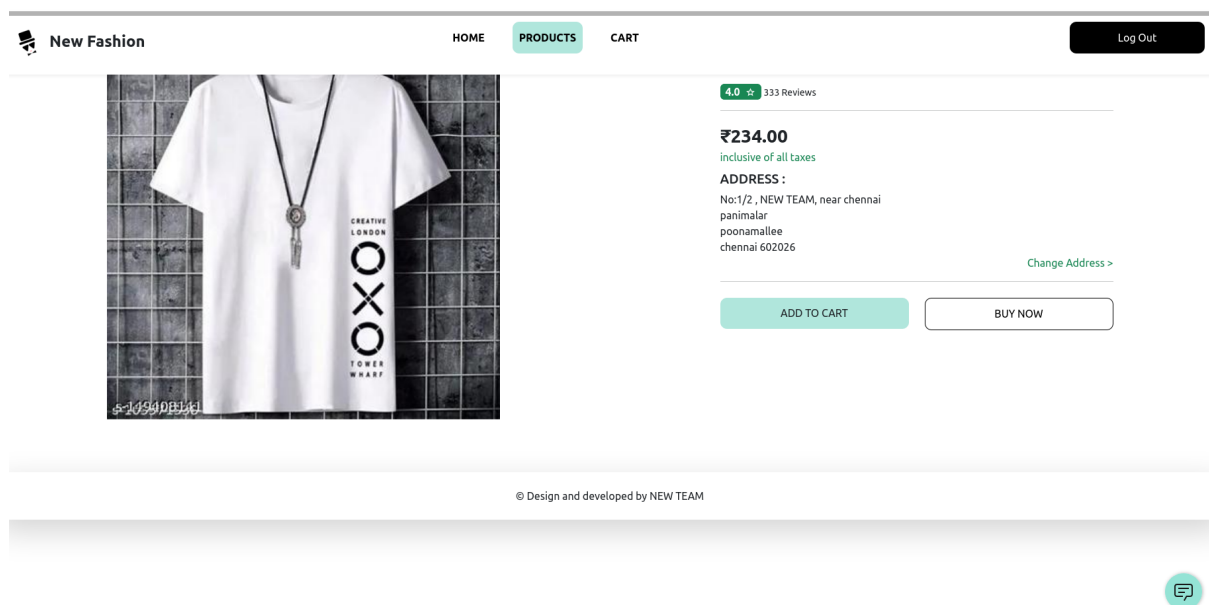 New Fashion
HOME
PRODUCTS
CART
Log Out
4.0 ☆ 333 Reviews
₹234.00
inclusive of all taxes
ADDRESS :
No:1/2 , NEW TEAM, near chennai
panimalar
poonamallee
chennai 602026
Change Address >
ADD TO CART
BUY NOW
CREATIVE
LONDON
OXO
TOWER
WHARF
© Design and developed by NEW TEAM